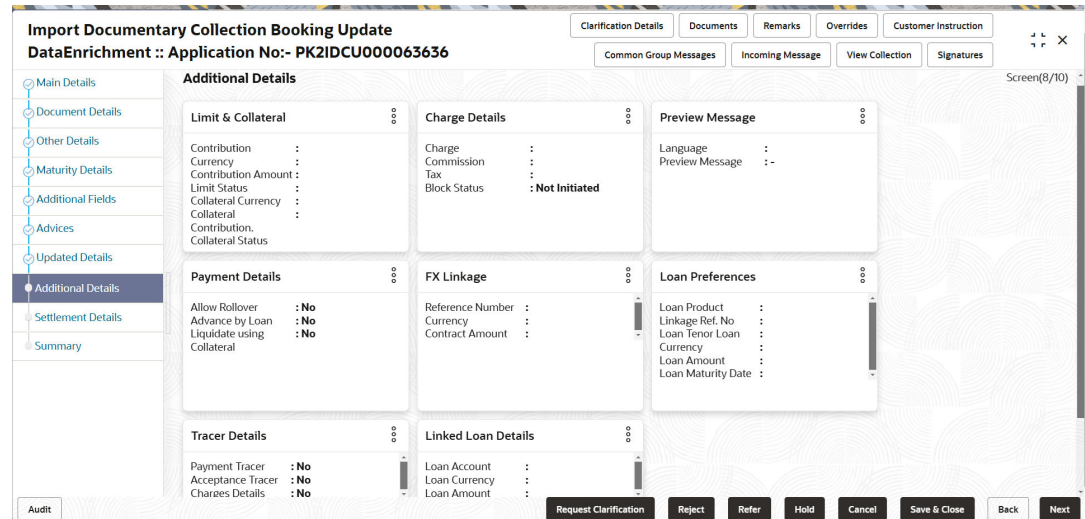 Import Documentary Collection Booking Update
DataEnrichment :: Application No:- PK2IDCU000063636
Clarification Details
Documents
Remarks
Overrides
Customer Instruction
Common Group Messages
Incoming Message
View Collection
Signatures
Main Details
Document Details
Other Details
Maturity Details
Additional Fields
Advices
Updated Details
Additional Details
Settlement Details
Summary
Additional Details
Screen(8/10)
Limit & Collateral
Contribution :
Currency :
Contribution Amount :
Limit Status :
Collateral Currency :
Collateral :
Contribution.
Collateral Status
Charge Details
Charge :
Commission :
Tax :
Block Status : Not Initiated
Preview Message
Language :
Preview Message : -
Payment Details
Allow Rollover : No
Advance by Loan : No
Liquidate using : No
Collateral
FX Linkage
Reference Number :
Currency :
Contract Amount :
Loan Preferences
Loan Product :
Linkage Ref. No :
Loan Tenor Loan :
Currency :
Loan Amount :
Loan Maturity Date :
Tracer Details
Payment Tracer : No
Acceptance Tracer : No
Charges Details : No
Linked Loan Details
Loan Account :
Loan Currency :
Loan Amount :
Audit
Request Clarification
Reject
Refer
Hold
Cancel
Save & Close
Back
Next